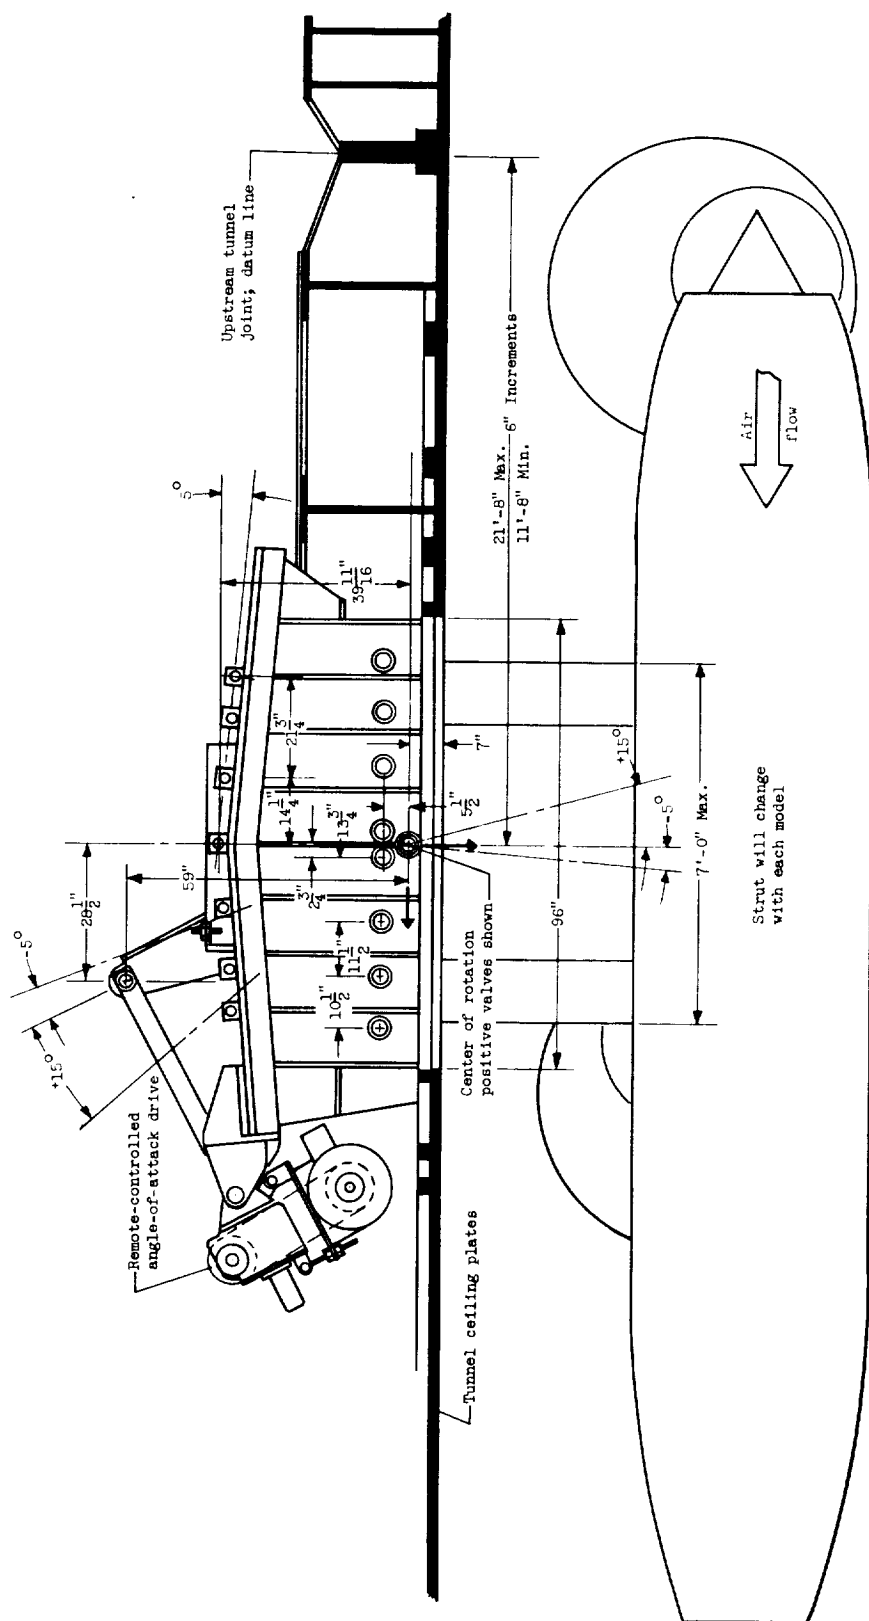 Upstream tunnel
joint; datum line
5°
39 11/16"
21'-8" Max.
11'-8" Min.
6" Increments
Air
flow
21 3/4"
14 1/4"
13 3/4"
2 3/4"
11 1/2"
10 1/2"
7"
5 1/2"
59"
28 1/2"
-5°
+15°
Remote-controlled
angle-of-attack drive
Center of rotation
positive valves shown
96"
+15°
-5°
7'-0" Max.
Strut will change
with each model
Tunnel ceiling plates